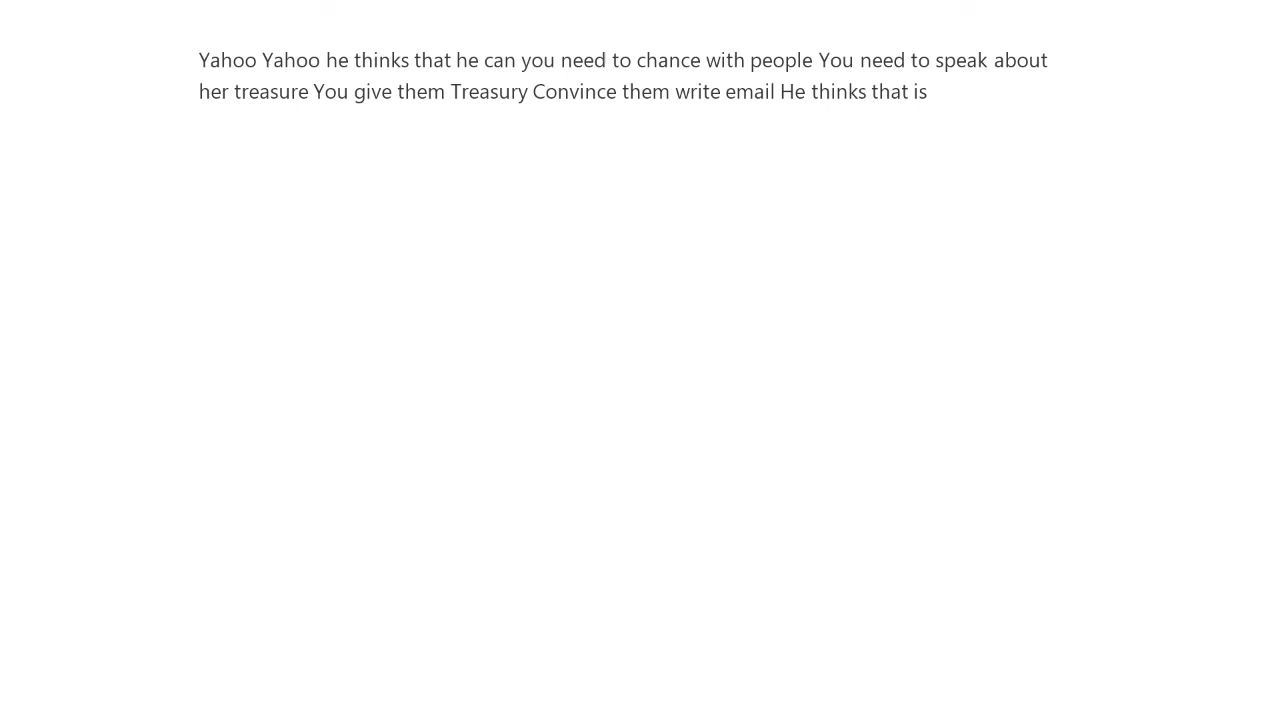 Yahoo Yahoo he thinks that he can you need to chance with people You need to speak about
her treasure You give them Treasury Convince them write email He thinks that is